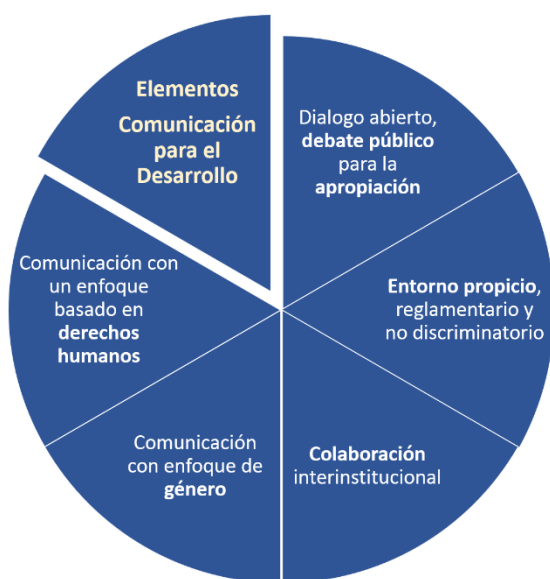 Elementos
Comunicación
para el
Desarrollo
Dialogo abierto,
debate público
para la
apropiación
Entorno propicio,
reglamentario y
no discriminatorio
Colaboración
interinstitucional
Comunicación
con enfoque de
género
Comunicación con
un enfoque
basado en
derechos
humanos